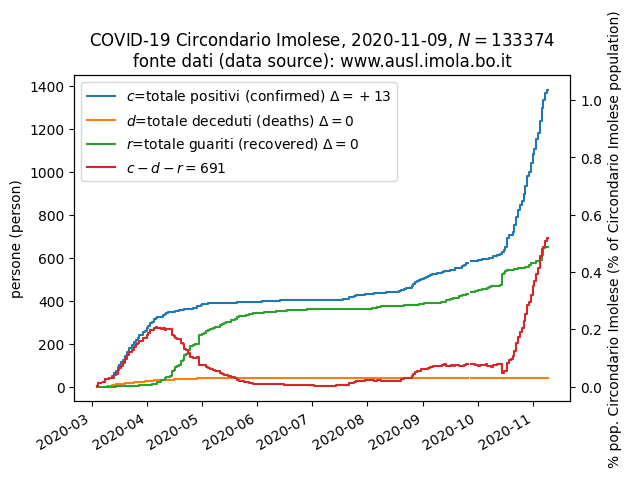 COVID-19 Circondario Imolese, 2020-11-09, N = 133374
fonte dati (data source): www.ausl.imola.bo.it
c=totale positivi (confirmed) Δ = +13
d=totale deceduti (deaths) Δ = 0
r=totale guariti (recovered) Δ = 0
c − d − r = 691
persone (person)
1400
1200
1000
800
600
400
200
0
% pop. Circondario Imolese (% of Circondario Imolese population)
1.0
0.8
0.6
0.4
0.2
0.0
2020-03
2020-04
2020-05
2020-06
2020-07
2020-08
2020-09
2020-10
2020-11